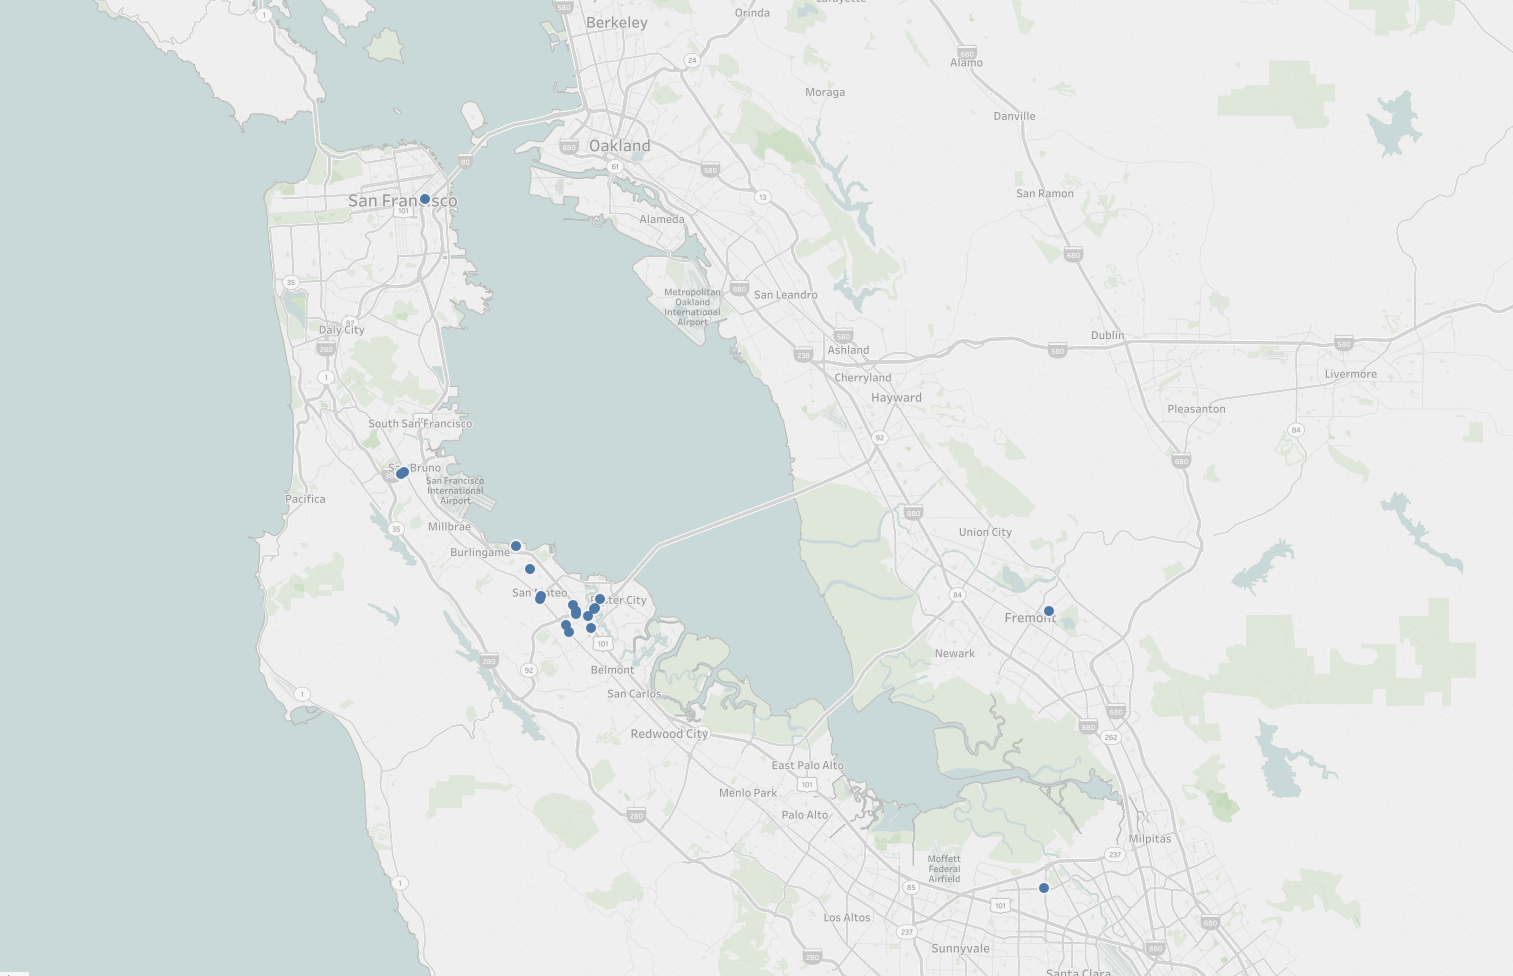 1
580
Berkeley
Orinda
24
680
Alamo
Moraga
Danville
880
Oakland
61
80
580
13
San Ramon
San Francisco
101
Alameda
680
35
Metropolitan
Oakland
International
Airport
880
San Leandro
Daly City
82
280
238
580
Ashland
580
Dublin
580
Livermore
1
Cherryland
Hayward
Pleasanton
South San Francisco
92
84
680
San Bruno
San Francisco
International
Airport
Pacifica
35
Millbrae
880
Union City
Burlingame
San Mateo
Foster City
84
Fremont
101
Newark
280
92
Belmont
San Carlos
1
680
680
262
Redwood City
East Palo Alto
101
Menlo Park
280
Palo Alto
Milpitas
237
Moffett
Federal
Airfield
1
85
101
Los Altos
237
680
Sunnyvale
880
280
Santa Clara